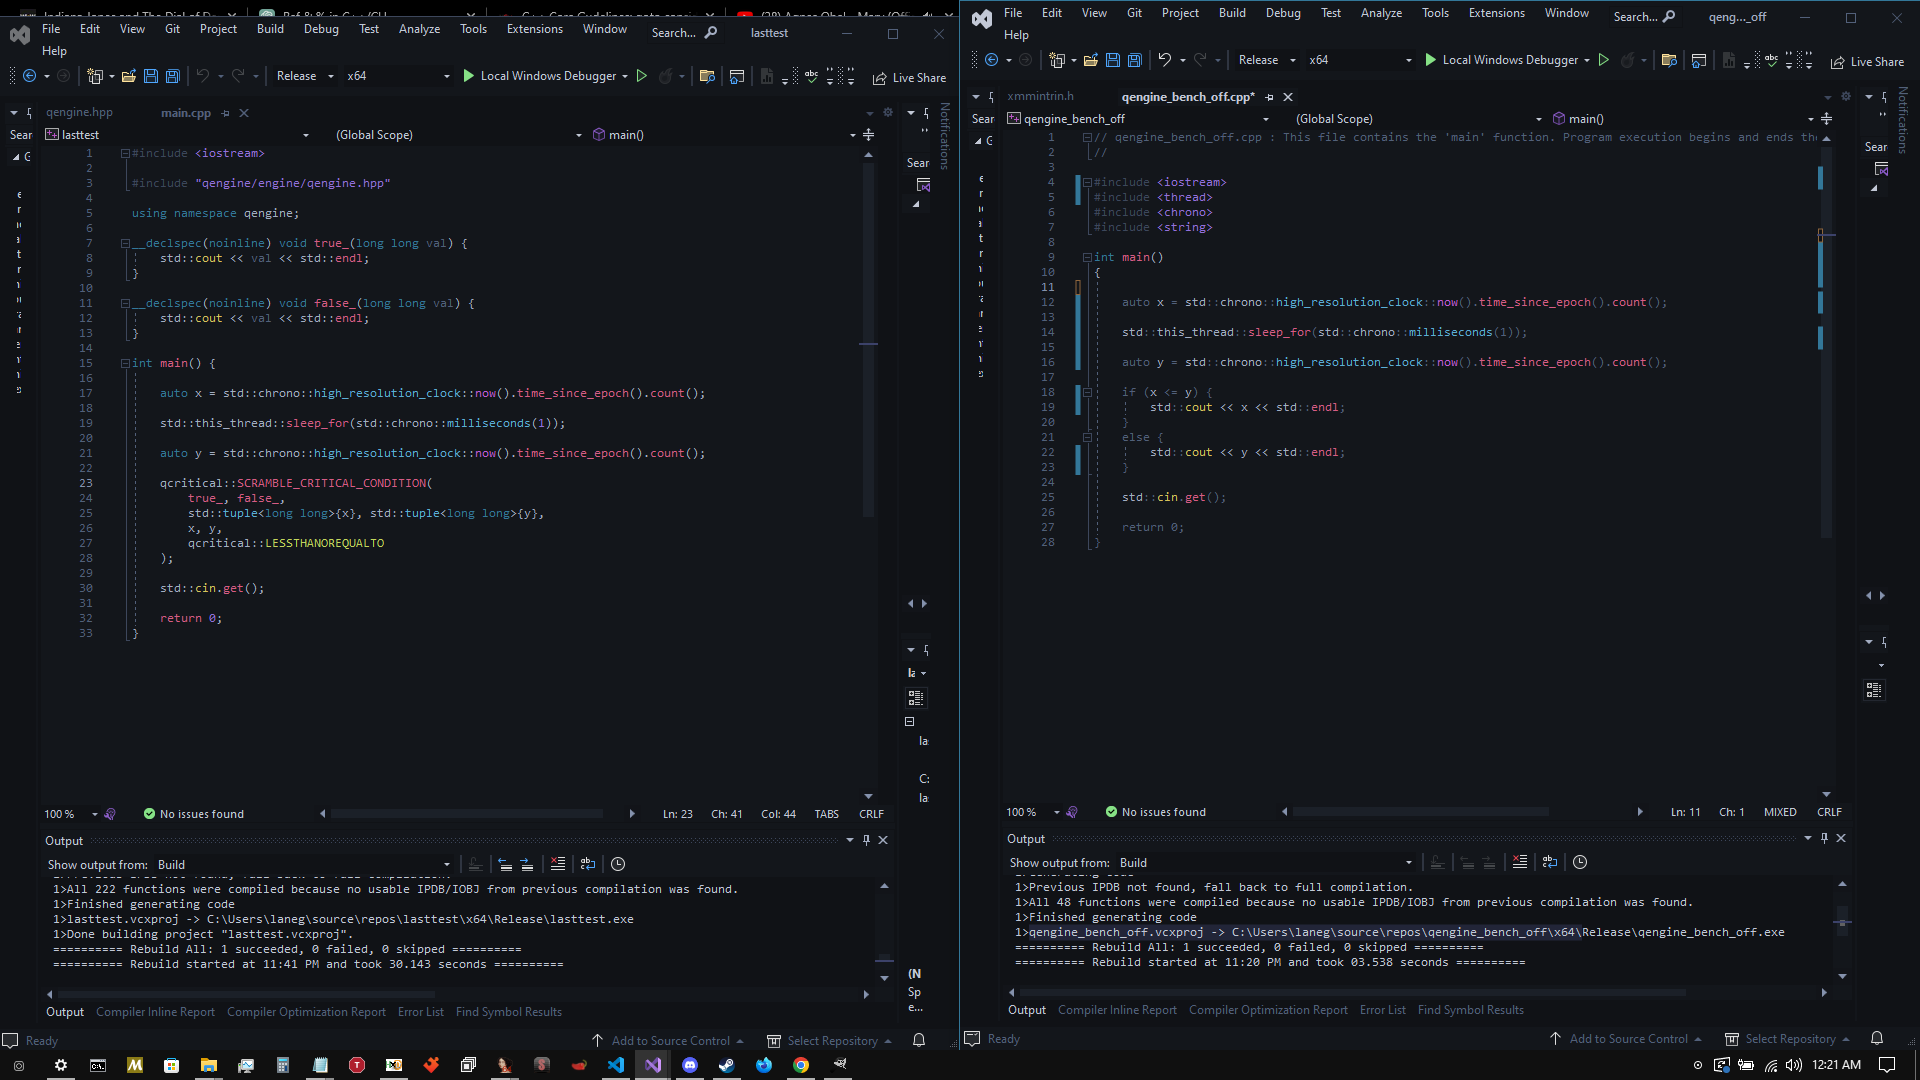 File Edit View Git Project Build Debug Test Analyze Tools Extensions Window Search... lasttest
Help
Release x64 Local Windows Debugger Live Share
qengine.hpp main.cpp
lasttest (Global Scope) main()
1 #include <iostream>
2
3 #include "qengine/engine/qengine.hpp"
4
5 using namespace qengine;
6
7 __declspec(noinline) void true_(long long val) {
8 std::cout << val << std::endl;
9 }
10
11 __declspec(noinline) void false_(long long val) {
12 std::cout << val << std::endl;
13 }
14
15 int main() {
16
17 auto x = std::chrono::high_resolution_clock::now().time_since_epoch().count();
18
19 std::this_thread::sleep_for(std::chrono::milliseconds(1));
20
21 auto y = std::chrono::high_resolution_clock::now().time_since_epoch().count();
22
23 qcritical::SCRAMBLE_CRITICAL_CONDITION(
24 true_, false_,
25 std::tuple<long long>{x}, std::tuple<long long>{y},
26 x, y,
27 qcritical::LESSTHANOREQUALTO
28 );
29
30 std::cin.get();
31
32 return 0;
33 }
Notifications
100 % No issues found Ln: 23 Ch: 41 Col: 44 TABS CRLF
Output
Show output from: Build
1>All 222 functions were compiled because no usable IPDB/IOBJ from previous compilation was found.
1>Finished generating code
1>lasttest.vcxproj -> C:\Users\laneg\source\repos\lasttest\x64\Release\lasttest.exe
1>Done building project "lasttest.vcxproj".
========== Rebuild All: 1 succeeded, 0 failed, 0 skipped ==========
========== Rebuild started at 11:41 PM and took 30.143 seconds ==========
Output Compiler Inline Report Compiler Optimization Report Error List Find Symbol Results
Ready Add to Source Control Select Repository
File Edit View Git Project Build Debug Test Analyze Tools Extensions Window Search... qeng..._off
Help
Release x64 Local Windows Debugger Live Share
xmmintrin.h qengine_bench_off.cpp*
qengine_bench_off (Global Scope) main()
1 // qengine_bench_off.cpp : This file contains the 'main' function. Program execution begins and ends the
2 //
3
4 #include <iostream>
5 #include <thread>
6 #include <chrono>
7 #include <string>
8
9 int main()
10 {
11
12 auto x = std::chrono::high_resolution_clock::now().time_since_epoch().count();
13
14 std::this_thread::sleep_for(std::chrono::milliseconds(1));
15
16 auto y = std::chrono::high_resolution_clock::now().time_since_epoch().count();
17
18 if (x <= y) {
19 std::cout << x << std::endl;
20 }
21 else {
22 std::cout << y << std::endl;
23 }
24
25 std::cin.get();
26
27 return 0;
28 }
Notifications
100 % No issues found Ln: 11 Ch: 1 MIXED CRLF
Output
Show output from: Build
1>Previous IPDB not found, fall back to full compilation.
1>All 48 functions were compiled because no usable IPDB/IOBJ from previous compilation was found.
1>Finished generating code
1>qengine_bench_off.vcxproj -> C:\Users\laneg\source\repos\qengine_bench_off\x64\Release\qengine_bench_off.exe
========== Rebuild All: 1 succeeded, 0 failed, 0 skipped ==========
========== Rebuild started at 11:20 PM and took 03.538 seconds ==========
Output Compiler Inline Report Compiler Optimization Report Error List Find Symbol Results
Ready Add to Source Control Select Repository
12:21 AM